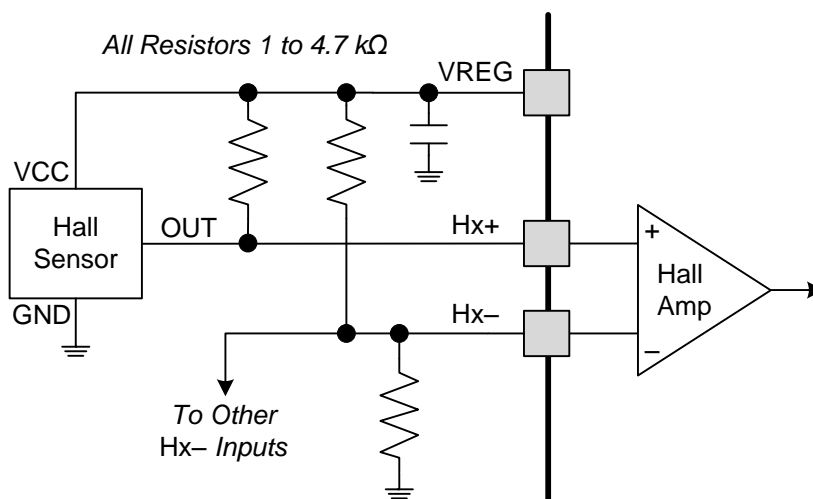 All Resistors 1 to 4.7 kΩ
VREG
VCC
Hall
Sensor
OUT
GND
Hx+
Hx–
+
Hall
Amp
–
To Other
Hx– Inputs